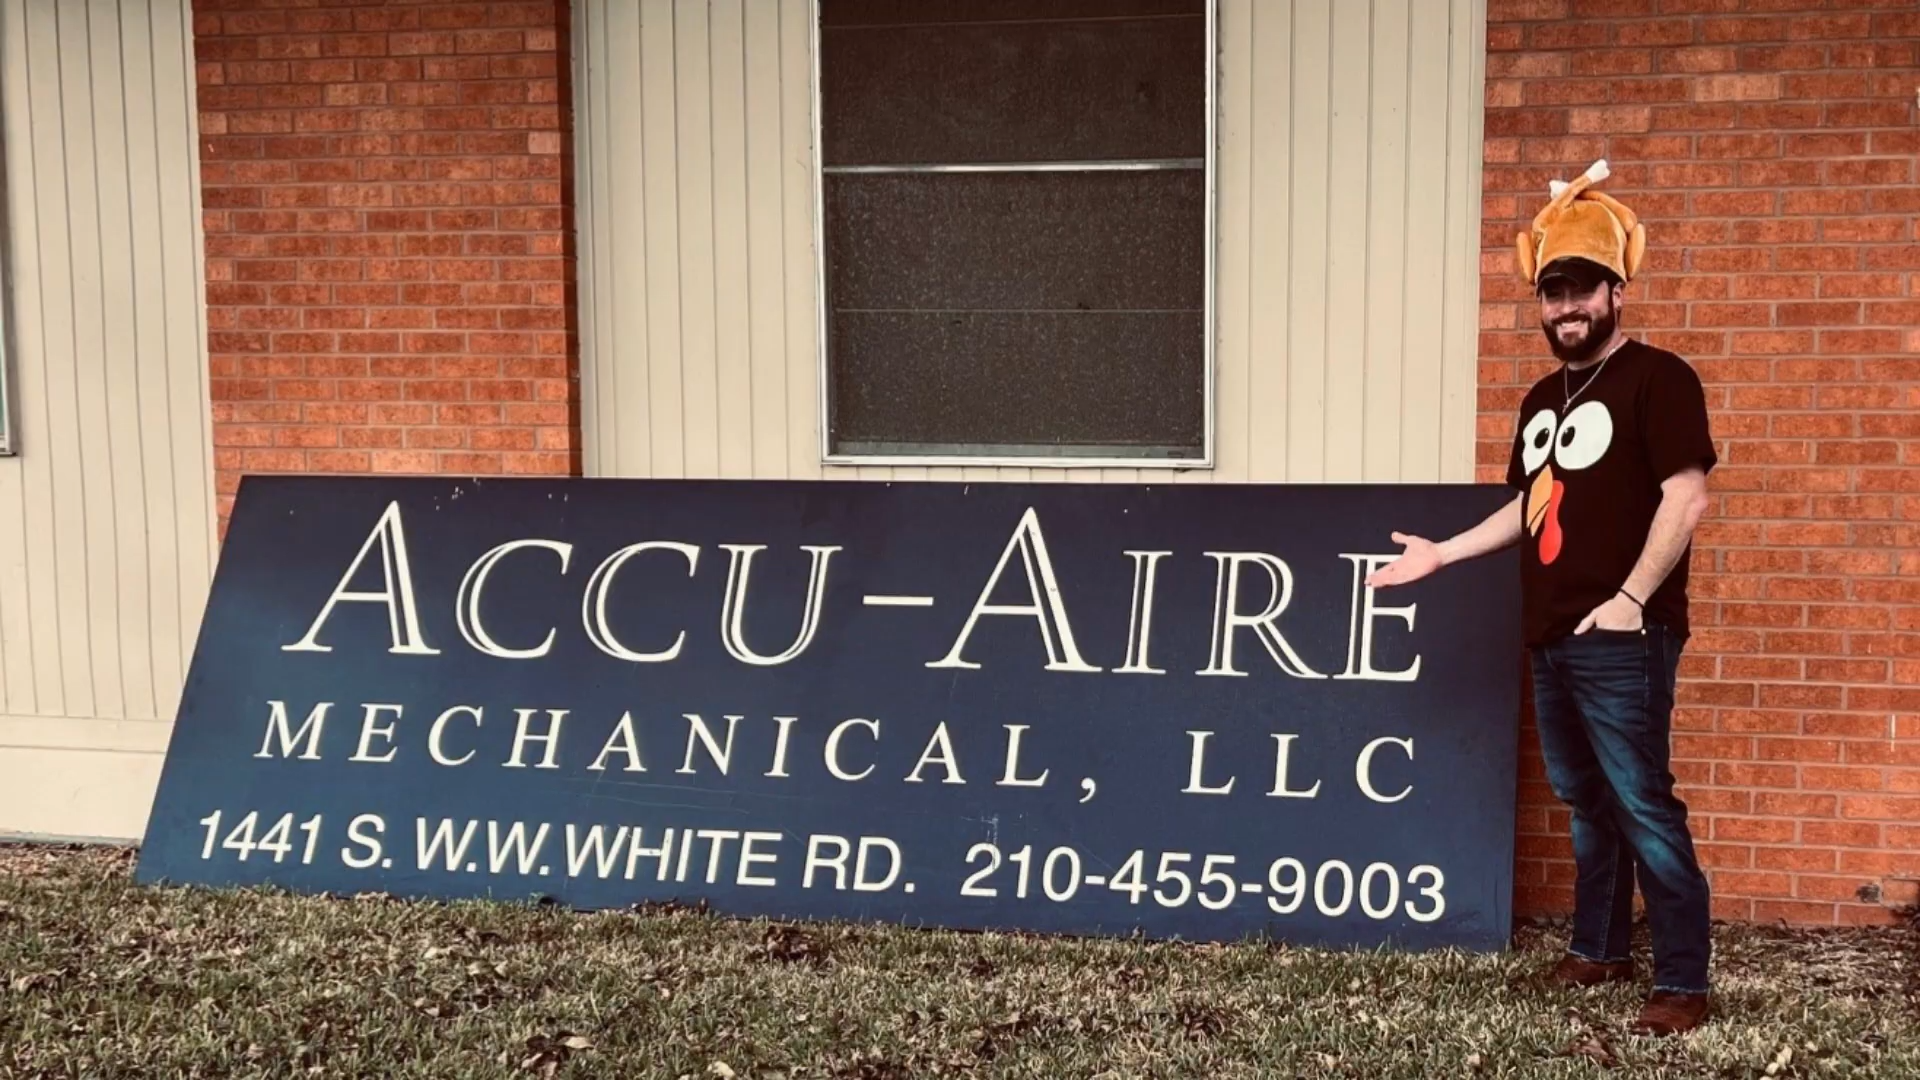 ACCU-AIRE
MECHANICAL, LLC
1441 S. W.W. WHITE RD. 210-455-9003